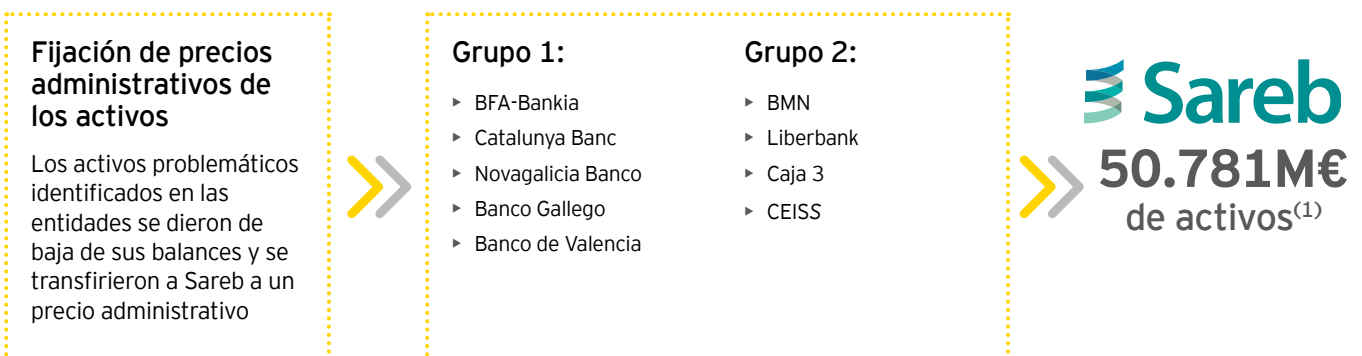 Fijación de precios
administrativos de
los activos
Los activos problemáticos
identificados en las
entidades se dieron de
baja de sus balances y se
transfirieron a Sareb a un
precio administrativo
Grupo 1:
▸ BFA-Bankia
▸ Catalunya Banc
▸ Novagalicia Banco
▸ Banco Gallego
▸ Banco de Valencia
Grupo 2:
▸ BMN
▸ Liberbank
▸ Caja 3
▸ CEISS
Sareb
50.781M€
de activos(1)